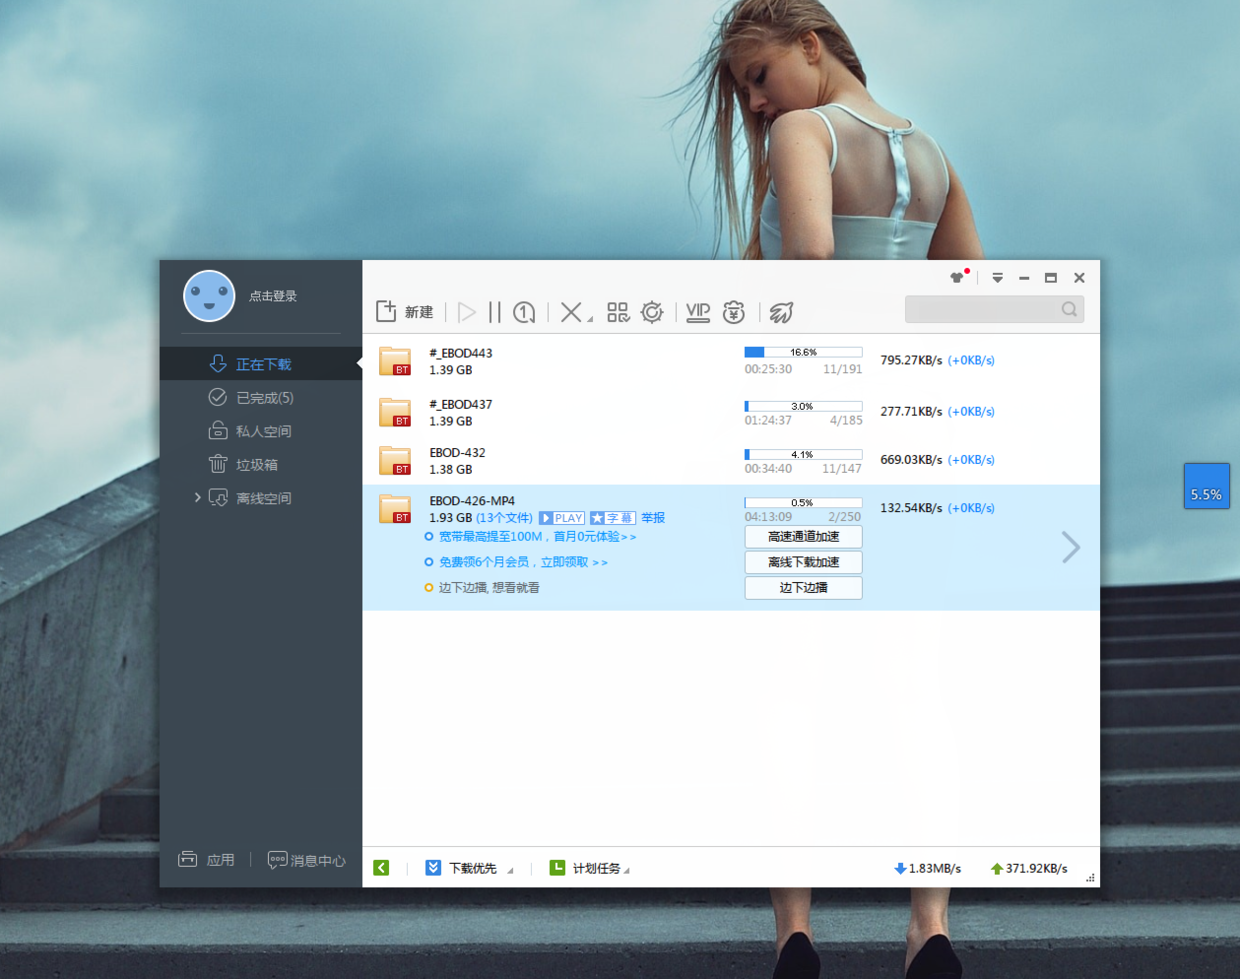 点击登录
正在下载
已完成(5)
私人空间
垃圾箱
离线空间
应用
消息中心
新建
VIP
#_EBOD443
1.39 GB
BT
16.6%
00:25:30 11/191
795.27KB/s (+0KB/s)
#_EBOD437
1.39 GB
BT
3.0%
01:24:37 4/185
277.71KB/s (+0KB/s)
EBOD-432
1.38 GB
BT
4.1%
00:34:40 11/147
669.03KB/s (+0KB/s)
EBOD-426-MP4
1.93 GB (13个文件) PLAY 字幕 举报
BT
0.5%
04:13:09 2/250
132.54KB/s (+0KB/s)
宽带最高提至100M，首月0元体验>>
高速通道加速
免费领6个月会员，立即领取 >>
离线下载加速
边下边播, 想看就看
边下边播
下载优先
计划任务
1.83MB/s
371.92KB/s
5.5%